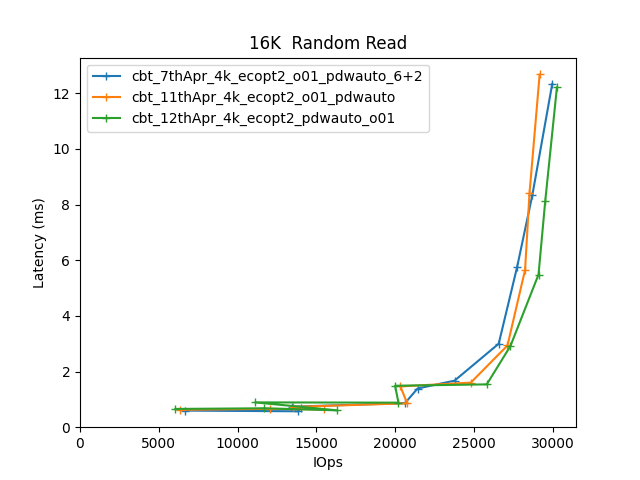 16K  Random Read
cbt_7thApr_4k_ecopt2_o01_pdwauto_6+2
cbt_11thApr_4k_ecopt2_o01_pdwauto
cbt_12thApr_4k_ecopt2_pdwauto_o01
Latency (ms)
12
10
8
6
4
2
0
0 5000 10000 15000 20000 25000 30000
IOps